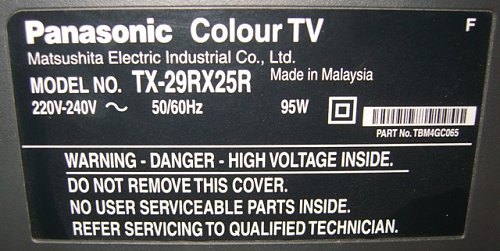 Panasonic Colour TV F
Matsushita Electric Industrial Co., Ltd.
MODEL NO. TX-29RX25R Made in Malaysia
220V-240V ~ 50/60Hz 95W
PART No. TBM4GC065
WARNING - DANGER - HIGH VOLTAGE INSIDE.
DO NOT REMOVE THIS COVER.
NO USER SERVICEABLE PARTS INSIDE.
REFER SERVICING TO QUALIFIED TECHNICIAN.